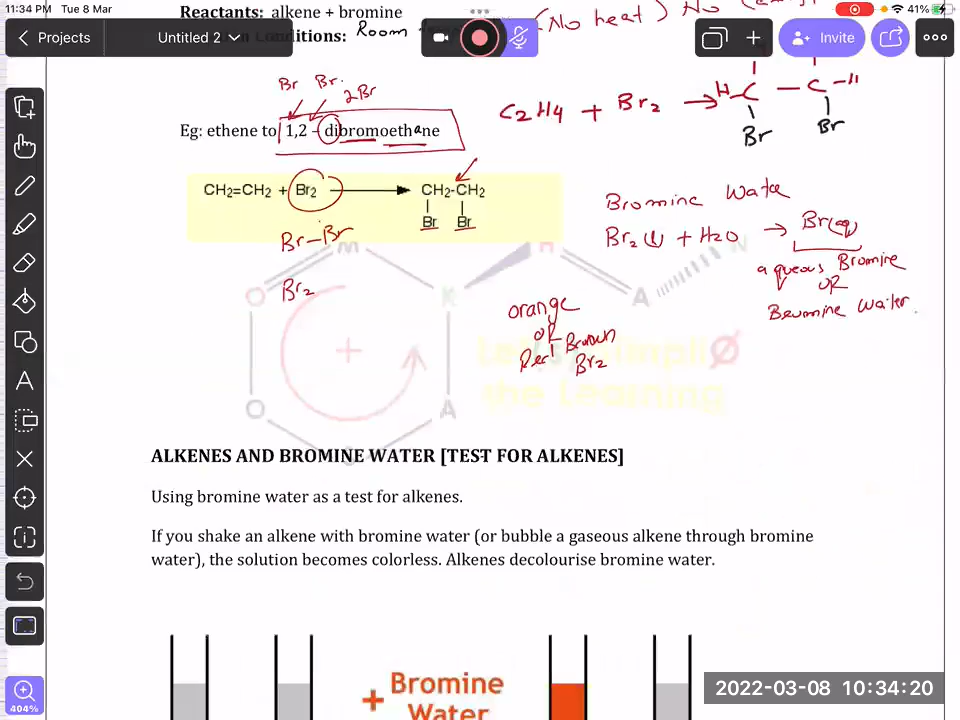 11:34 PM Tue 8 Mar
41%
Reactants: alkene + bromine
(No heat) No
Conditions: Room
Projects
Untitled 2
Invite
Br Br
2Br
H C - C - H
C2H4 + Br2 →
Br Br
Eg: ethene to 1,2 – dibromoethane
CH2=CH2 + Br2 → CH2-CH2
Br Br
Bromine Water
Br-Br
Br2 (l) + H2O → Br(aq)
Br2
aqueous Bromine
OR
Bromine Water
orange
OR
Brown
Br2
M
H
N
O
K
A
Let's Simpli
the Learning
O
A
ALKENES AND BROMINE WATER [TEST FOR ALKENES]
Using bromine water as a test for alkenes.
If you shake an alkene with bromine water (or bubble a gaseous alkene through bromine
water), the solution becomes colorless. Alkenes decolourise bromine water.
+ Bromine
Water
404%
2022-03-08 10:34:20